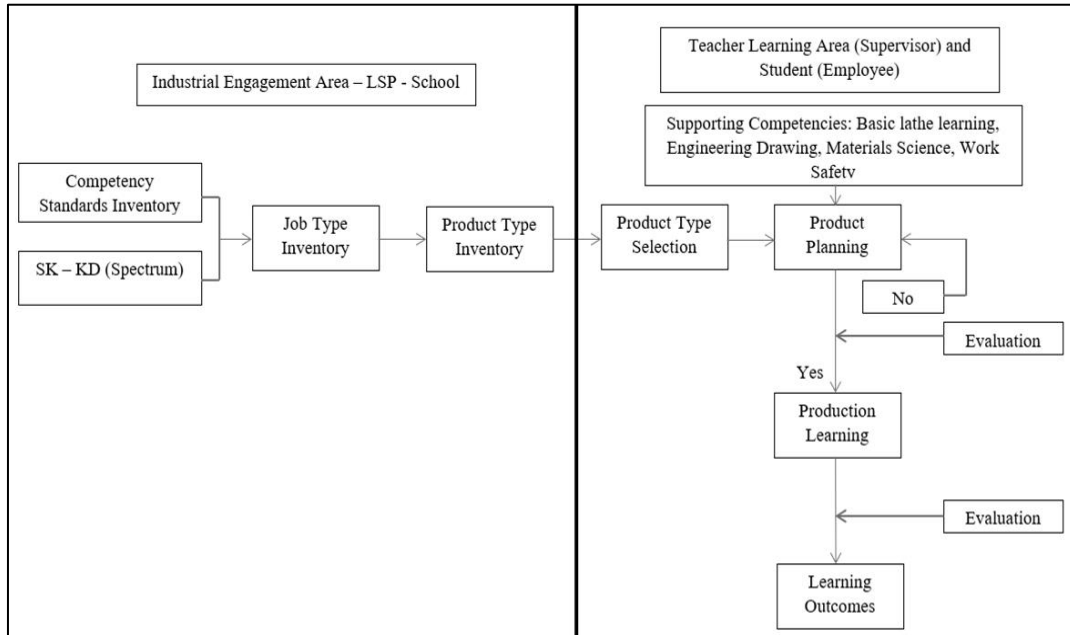 Industrial Engagement Area – LSP - School
Competency
Standards Inventory
SK – KD (Spectrum)
Job Type
Inventory
Product Type
Inventory
Teacher Learning Area (Supervisor) and
Student (Employee)
Supporting Competencies: Basic lathe learning,
Engineering Drawing, Materials Science, Work
Safety
Product Type
Selection
Product
Planning
No
Evaluation
Yes
Production
Learning
Evaluation
Learning
Outcomes